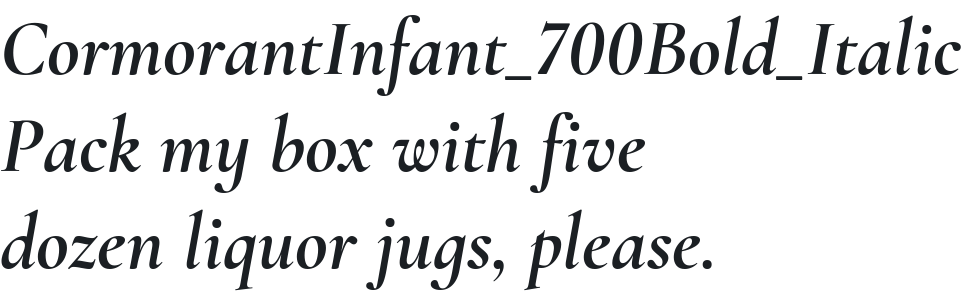 CormorantInfant_700Bold_Italic
Pack my box with five
dozen liquor jugs, please.